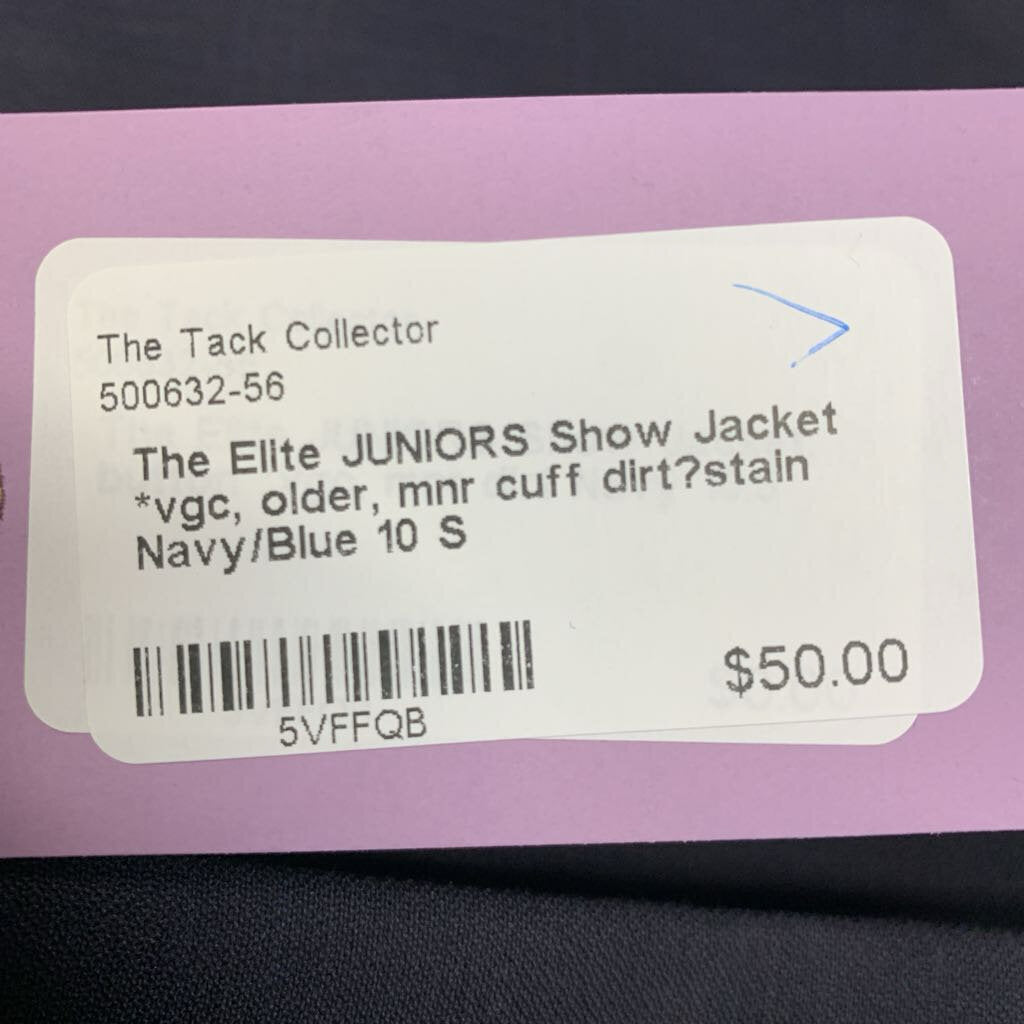 The Tack Collector
500632-56
The Elite JUNIORS Show Jacket
*vgc, older, mnr cuff dirt?stain
Navy/Blue 10 S
$50.00
5VFFQB